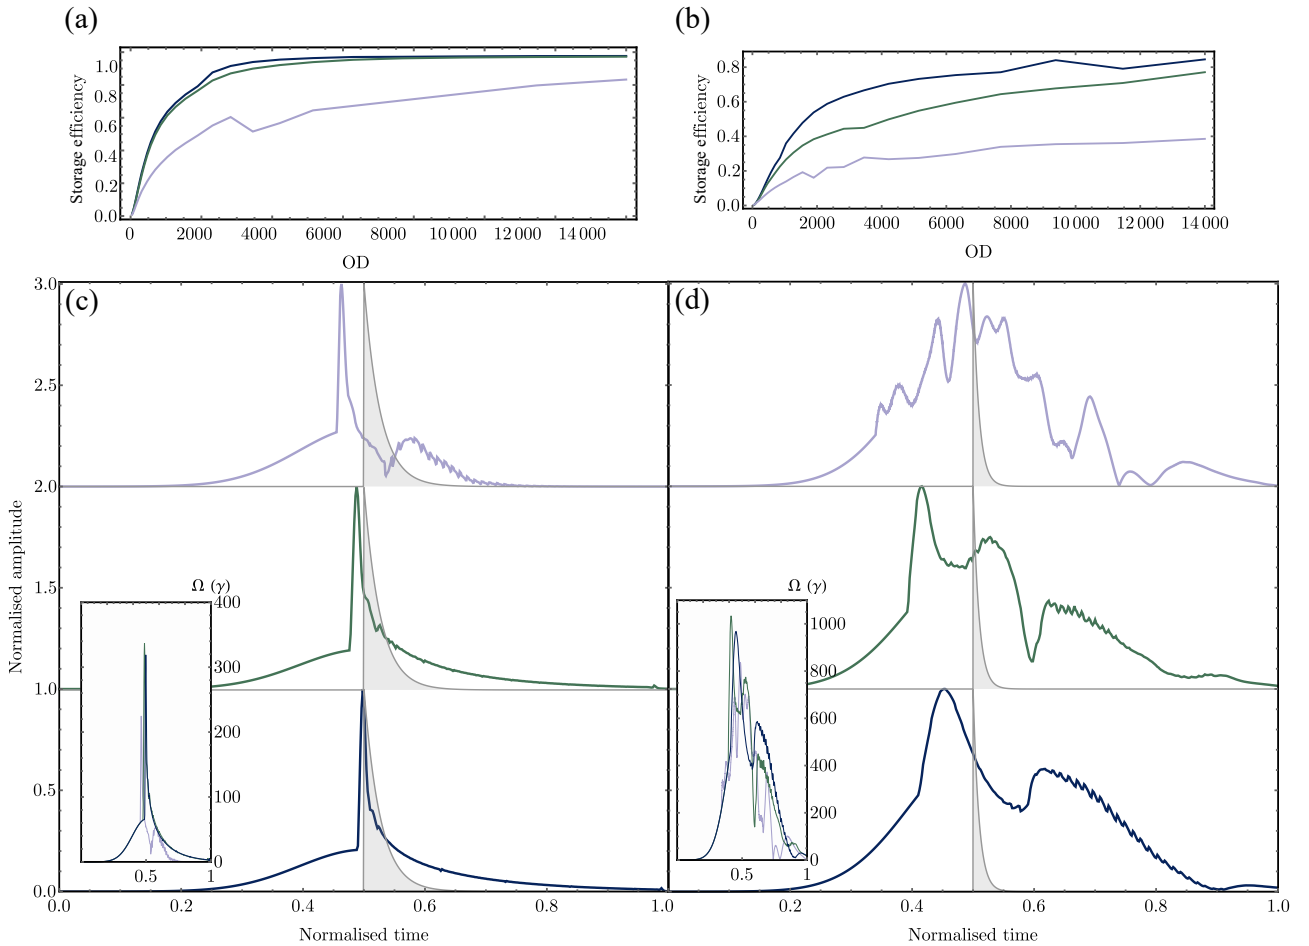 (a)
1.0
0.8
0.6
0.4
0.2
0.0
Storage efficiency
0 2000 4000 6000 8000 10 000 12 000 14 000
OD
(b)
0.8
0.6
0.4
0.2
0.0
Storage efficiency
0 2000 4000 6000 8000 10 000 12 000 14 000
OD
(c)
3.0
2.5
2.0
1.5
1.0
0.5
0.0
Normalised amplitude
Ω (γ)
400
300
200
100
0
0.5 1
0.0 0.2 0.4 0.6 0.8 1.0
Normalised time
(d)
Ω (γ)
1000
800
600
400
200
0
0.5 1
0.2 0.4 0.6 0.8 1.0
Normalised time